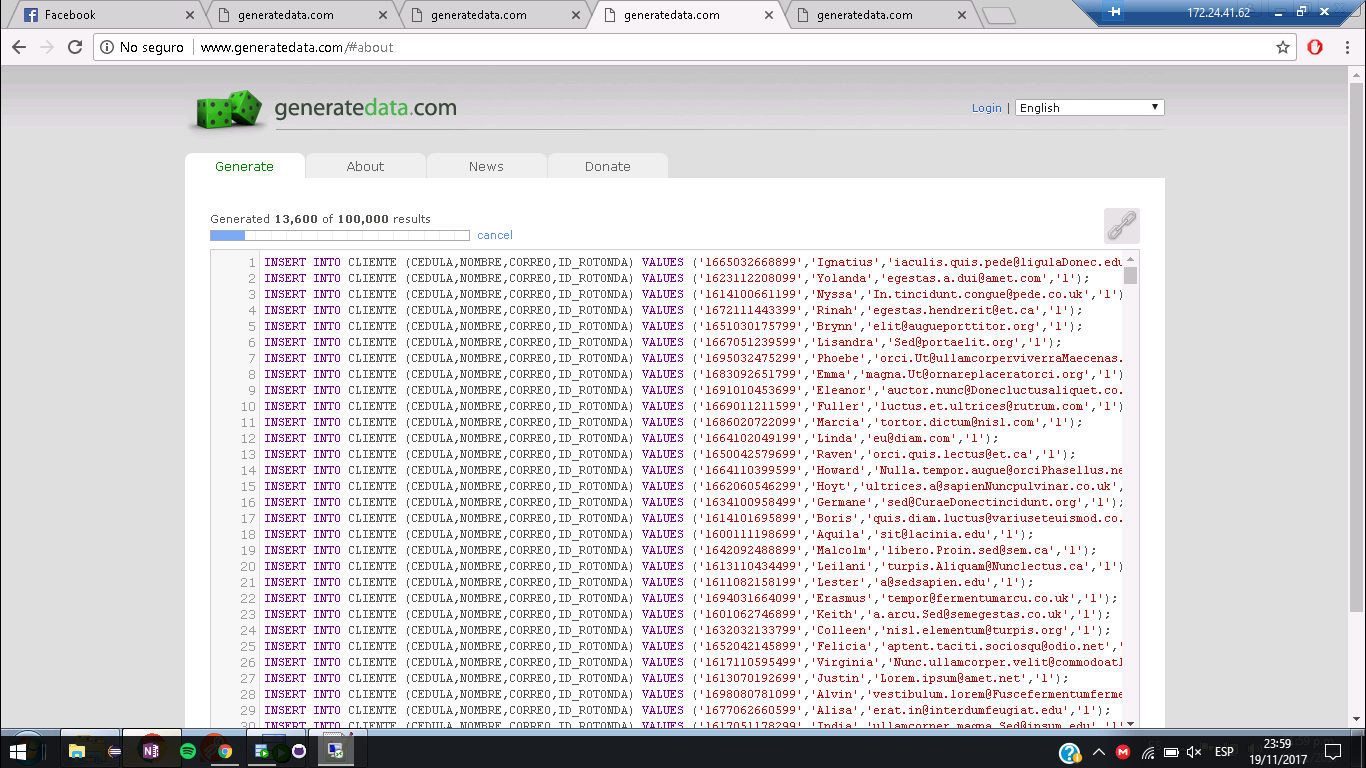 Facebook generatedata.com generatedata.com generatedata.com generatedata.com 172.24.41.62
No seguro www.generatedata.com/#about
generatedata.com Login | English
Generate About News Donate
Generated 13,600 of 100,000 results
cancel
1 INSERT INTO CLIENTE (CEDULA,NOMBRE,CORREO,ID_ROTONDA) VALUES ('1665032668899','Ignatius','iaculis.quis.pede@ligulaDonec.edu
2 INSERT INTO CLIENTE (CEDULA,NOMBRE,CORREO,ID_ROTONDA) VALUES ('1623112208099','Yolanda','egestas.a.dui@amet.com','1');
3 INSERT INTO CLIENTE (CEDULA,NOMBRE,CORREO,ID_ROTONDA) VALUES ('1614100661199','Nyssa','In.tincidunt.congue@pede.co.uk','1')
4 INSERT INTO CLIENTE (CEDULA,NOMBRE,CORREO,ID_ROTONDA) VALUES ('1672111443399','Rinah','egestas.hendrerit@et.ca','1');
5 INSERT INTO CLIENTE (CEDULA,NOMBRE,CORREO,ID_ROTONDA) VALUES ('1651030175799','Brynn','elit@augueporttitor.org','1');
6 INSERT INTO CLIENTE (CEDULA,NOMBRE,CORREO,ID_ROTONDA) VALUES ('1667051239599','Lisandra','Sed@portaelit.org','1');
7 INSERT INTO CLIENTE (CEDULA,NOMBRE,CORREO,ID_ROTONDA) VALUES ('1695032475299','Phoebe','orci.Ut@ullamcorperviverraMaecenas.
8 INSERT INTO CLIENTE (CEDULA,NOMBRE,CORREO,ID_ROTONDA) VALUES ('1683092651799','Emma','magna.Ut@ornareplaceratorci.org','1')
9 INSERT INTO CLIENTE (CEDULA,NOMBRE,CORREO,ID_ROTONDA) VALUES ('1691010453699','Eleanor','auctor.nunc@Donecluctusaliquet.co.
10 INSERT INTO CLIENTE (CEDULA,NOMBRE,CORREO,ID_ROTONDA) VALUES ('1669011211599','Fuller','luctus.et.ultrices@rutrum.com','1')
11 INSERT INTO CLIENTE (CEDULA,NOMBRE,CORREO,ID_ROTONDA) VALUES ('1686020722099','Marcia','tortor.dictum@nisl.com','1');
12 INSERT INTO CLIENTE (CEDULA,NOMBRE,CORREO,ID_ROTONDA) VALUES ('1664102049199','Linda','eu@diam.com','1');
13 INSERT INTO CLIENTE (CEDULA,NOMBRE,CORREO,ID_ROTONDA) VALUES ('1650042579699','Raven','orci.quis.lectus@et.ca','1');
14 INSERT INTO CLIENTE (CEDULA,NOMBRE,CORREO,ID_ROTONDA) VALUES ('1664110399599','Howard','Nulla.tempor.augue@orciPhasellus.ne
15 INSERT INTO CLIENTE (CEDULA,NOMBRE,CORREO,ID_ROTONDA) VALUES ('1662060546299','Hoyt','ultrices.a@sapienNuncpulvinar.co.uk',
16 INSERT INTO CLIENTE (CEDULA,NOMBRE,CORREO,ID_ROTONDA) VALUES ('1634100958499','Germane','sed@CuraeDonectincidunt.org','1');
17 INSERT INTO CLIENTE (CEDULA,NOMBRE,CORREO,ID_ROTONDA) VALUES ('1614101695899','Boris','quis.diam.luctus@variuseteuismod.co.
18 INSERT INTO CLIENTE (CEDULA,NOMBRE,CORREO,ID_ROTONDA) VALUES ('1600111198699','Aquila','sit@lacinia.edu','1');
19 INSERT INTO CLIENTE (CEDULA,NOMBRE,CORREO,ID_ROTONDA) VALUES ('1642092488899','Malcolm','libero.Proin.sed@sem.ca','1');
20 INSERT INTO CLIENTE (CEDULA,NOMBRE,CORREO,ID_ROTONDA) VALUES ('1613110434499','Leilani','turpis.Aliquam@Nunclectus.ca','1')
21 INSERT INTO CLIENTE (CEDULA,NOMBRE,CORREO,ID_ROTONDA) VALUES ('1611082158199','Lester','a@sedsapien.edu','1');
22 INSERT INTO CLIENTE (CEDULA,NOMBRE,CORREO,ID_ROTONDA) VALUES ('1694031664099','Erasmus','tempor@fermentumarcu.co.uk','1');
23 INSERT INTO CLIENTE (CEDULA,NOMBRE,CORREO,ID_ROTONDA) VALUES ('1601062746899','Keith','a.arcu.Sed@semegestas.co.uk','1');
24 INSERT INTO CLIENTE (CEDULA,NOMBRE,CORREO,ID_ROTONDA) VALUES ('1632032133799','Colleen','nisl.elementum@turpis.org','1');
25 INSERT INTO CLIENTE (CEDULA,NOMBRE,CORREO,ID_ROTONDA) VALUES ('1652042145899','Felicia','aptent.taciti.sociosqu@odio.net','
26 INSERT INTO CLIENTE (CEDULA,NOMBRE,CORREO,ID_ROTONDA) VALUES ('1617110595499','Virginia','Nunc.ullamcorper.velit@commodoatl
27 INSERT INTO CLIENTE (CEDULA,NOMBRE,CORREO,ID_ROTONDA) VALUES ('1613070192699','Justin','Lorem.ipsum@amet.net','1');
28 INSERT INTO CLIENTE (CEDULA,NOMBRE,CORREO,ID_ROTONDA) VALUES ('1698080781099','Alvin','vestibulum.lorem@Fuscefermentumferme
29 INSERT INTO CLIENTE (CEDULA,NOMBRE,CORREO,ID_ROTONDA) VALUES ('1677062660599','Alisa','erat.in@interdumfeugiat.edu','1');
30 INSERT INTO CLIENTE (CEDULA,NOMBRE,CORREO,ID_ROTONDA) VALUES ('1617051178299','India','ullamcorper.magna.Sed@ipsum.edu','1'
ESP 23:59
19/11/2017